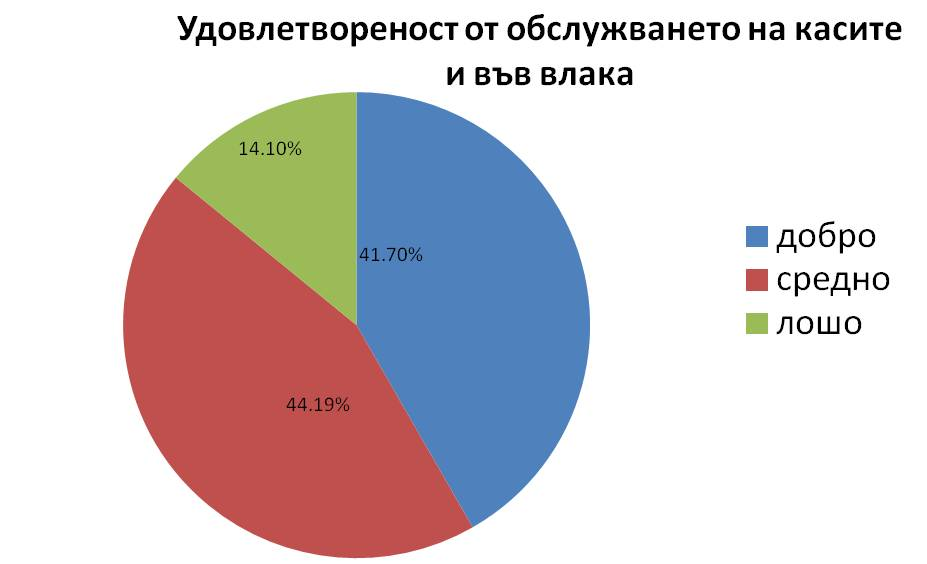 Удовлетвореност от обслужването на касите
и във влака
14.10%
41.70%
44.19%
добро
средно
лошо